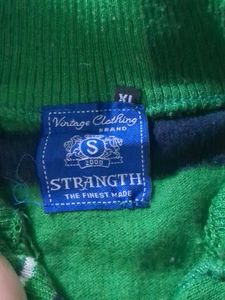 XL
Vintage Clothing
BRAND
S
2000
STRANGTH
THE FINEST MADE